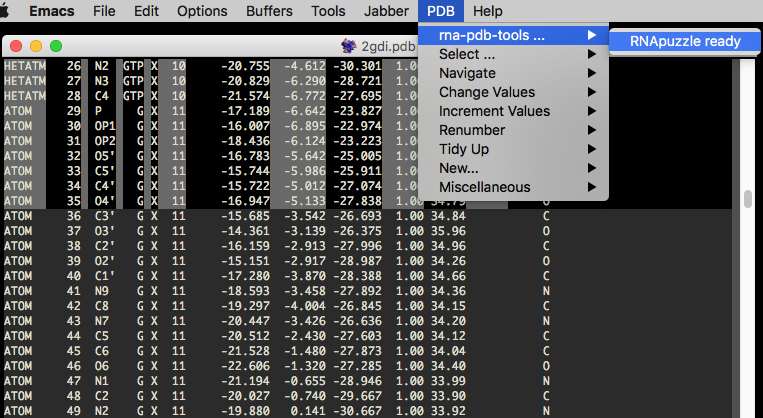 Emacs File Edit Options Buffers Tools Jabber PDB Help
2gdi.pdb
rna-pdb-tools ...
RNApuzzle ready
Select ...
Navigate
Change Values
Increment Values
Renumber
Tidy Up
New...
Miscellaneous
HETATM 26 N2 GTP X 10 -20.755 -4.612 -30.301 1.00
HETATM 27 N3 GTP X 10 -20.829 -6.290 -28.721 1.00
HETATM 28 C4 GTP X 10 -21.574 -6.772 -27.695 1.00
ATOM 29 P G X 11 -17.189 -6.642 -23.827 1.00
ATOM 30 OP1 G X 11 -16.007 -6.895 -22.974 1.00
ATOM 31 OP2 G X 11 -18.436 -6.124 -23.223 1.00
ATOM 32 O5' G X 11 -16.783 -5.642 -25.005 1.00
ATOM 33 C5' G X 11 -15.744 -5.986 -25.911 1.00
ATOM 34 C4' G X 11 -15.722 -5.012 -27.074 1.00
ATOM 35 O4' G X 11 -16.947 -5.133 -27.838 1.00 34.79 O
ATOM 36 C3' G X 11 -15.685 -3.542 -26.693 1.00 34.84 C
ATOM 37 O3' G X 11 -14.361 -3.139 -26.375 1.00 35.96 O
ATOM 38 C2' G X 11 -16.159 -2.913 -27.996 1.00 34.96 C
ATOM 39 O2' G X 11 -15.151 -2.917 -28.987 1.00 34.26 O
ATOM 40 C1' G X 11 -17.280 -3.870 -28.388 1.00 34.66 C
ATOM 41 N9 G X 11 -18.593 -3.458 -27.892 1.00 34.36 N
ATOM 42 C8 G X 11 -19.297 -4.004 -26.845 1.00 34.15 C
ATOM 43 N7 G X 11 -20.447 -3.426 -26.636 1.00 34.20 N
ATOM 44 C5 G X 11 -20.512 -2.430 -27.603 1.00 34.12 C
ATOM 45 C6 G X 11 -21.528 -1.480 -27.873 1.00 34.04 C
ATOM 46 O6 G X 11 -22.606 -1.320 -27.285 1.00 34.40 O
ATOM 47 N1 G X 11 -21.194 -0.655 -28.946 1.00 33.99 N
ATOM 48 C2 G X 11 -20.027 -0.740 -29.667 1.00 33.90 C
ATOM 49 N2 G X 11 -19.880 0.141 -30.667 1.00 33.92 N